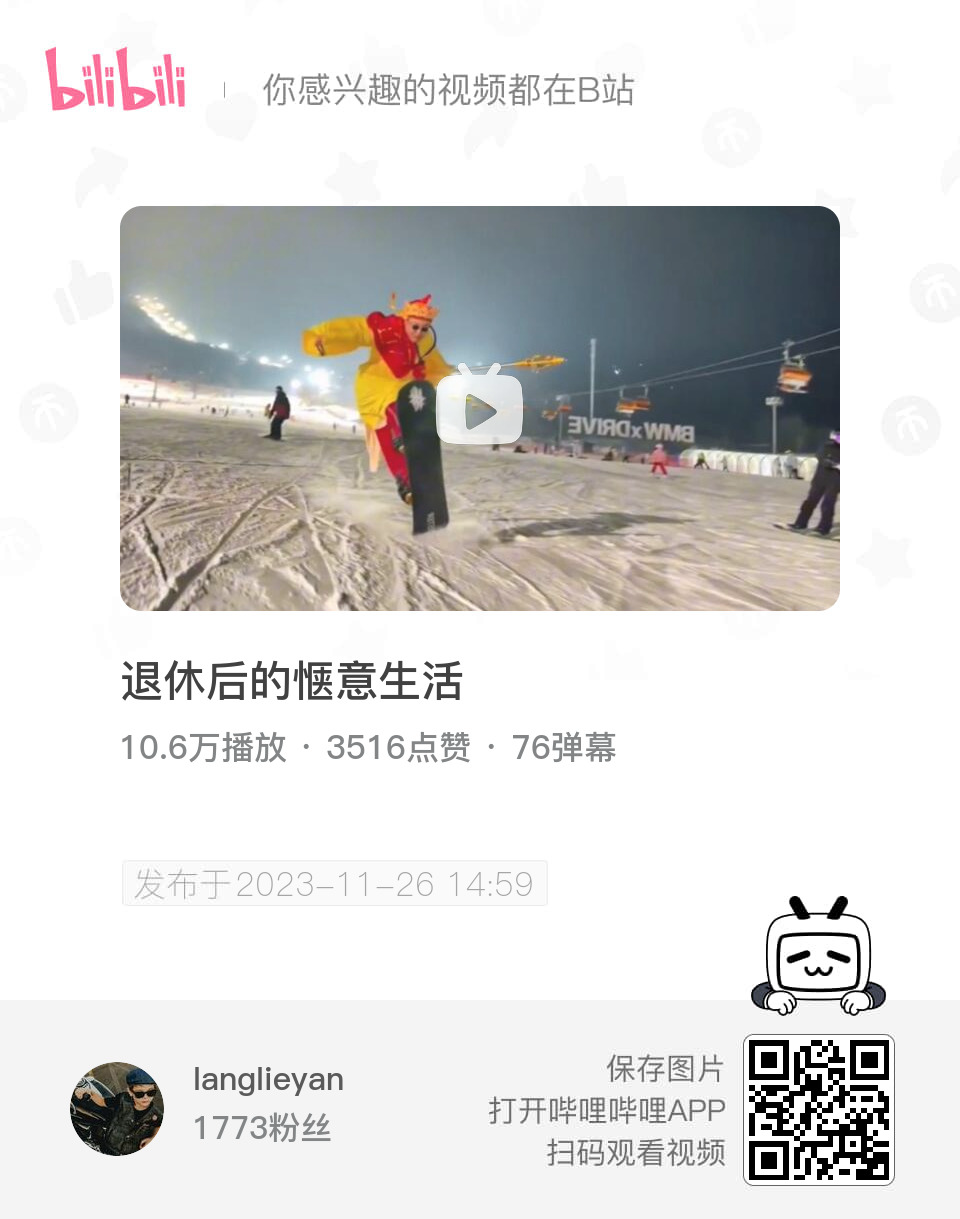 bilibili
你感兴趣的视频都在B站
BMW xDRIVE
退休后的惬意生活
10.6万播放 · 3516点赞 · 76弹幕
发布于2023-11-26 14:59
langlieyan
1773粉丝
保存图片
打开哔哩哔哩APP
扫码观看视频